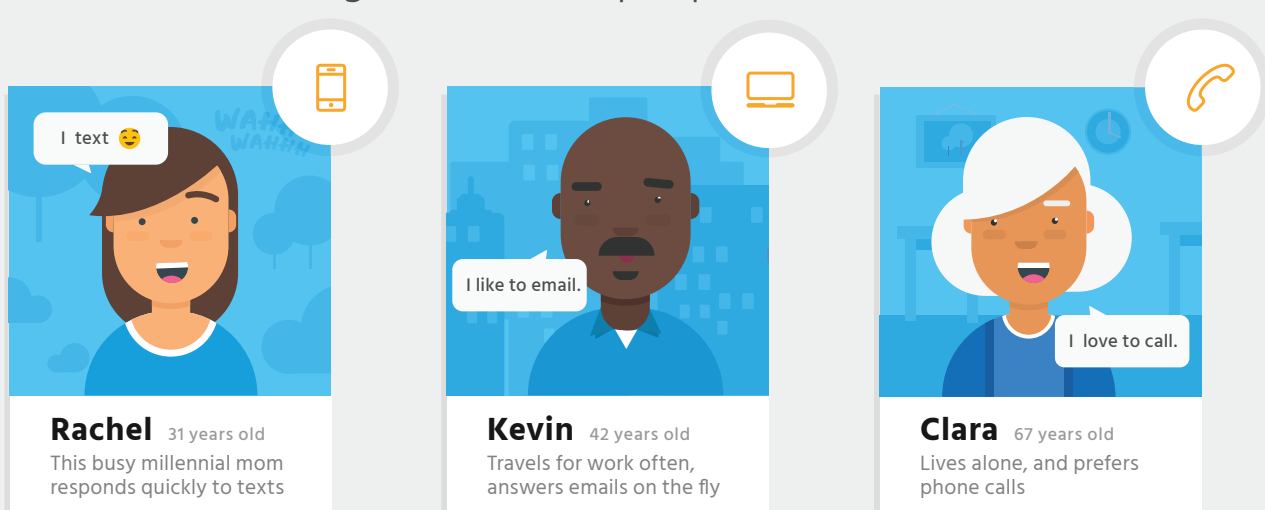 WAHHH
WAHHH
I text 😉
I like to email.
I love to call.
Rachel 31 years old
This busy millennial mom
responds quickly to texts
Kevin 42 years old
Travels for work often,
answers emails on the fly
Clara 67 years old
Lives alone, and prefers
phone calls